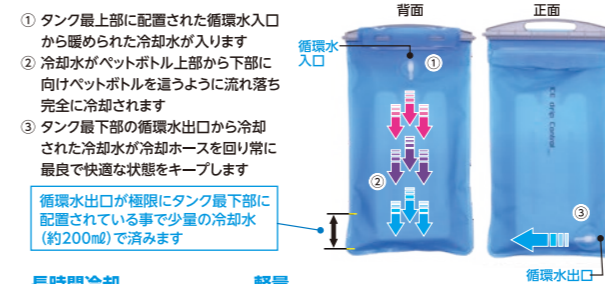 ① タンク最上部に配置された循環水入口
から暖められた冷却水が入ります
② 冷却水がペットボトル上部から下部に
向けペットボトルを這うように流れ落ち
完全に冷却されます
③ タンク最下部の循環水出口から冷却
された冷却水が冷却ホースを回り常に
最良で快適な状態をキープします
循環水出口が極限にタンク最下部に
配置されている事で少量の冷却水
(約200㎖)で済みます
背面
正面
循環水
入口
①
②
③
循環水出口
長時間冷却
軽量